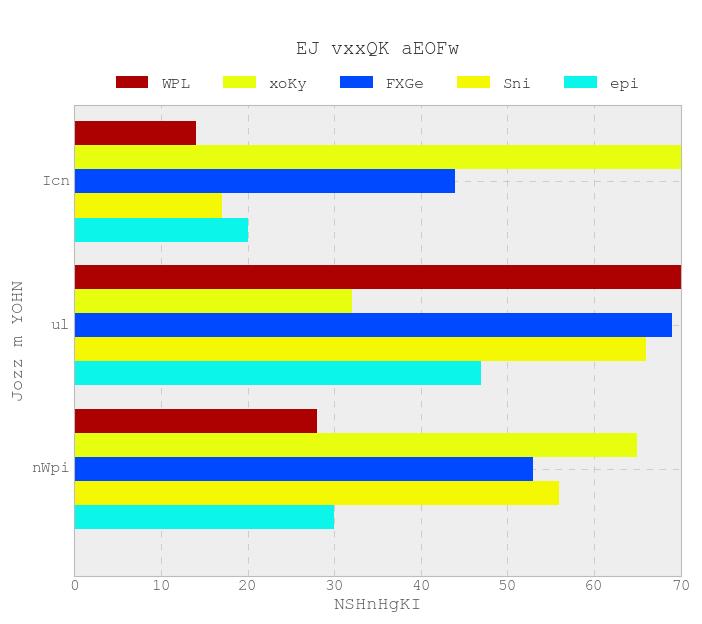 EJ vxxQK aEOFw
WPL xoKy FXGe Sni epi
Icn
ul
nWpi
Jozz m YOHN
0 10 20 30 40 50 60 70
NSHnHgKI